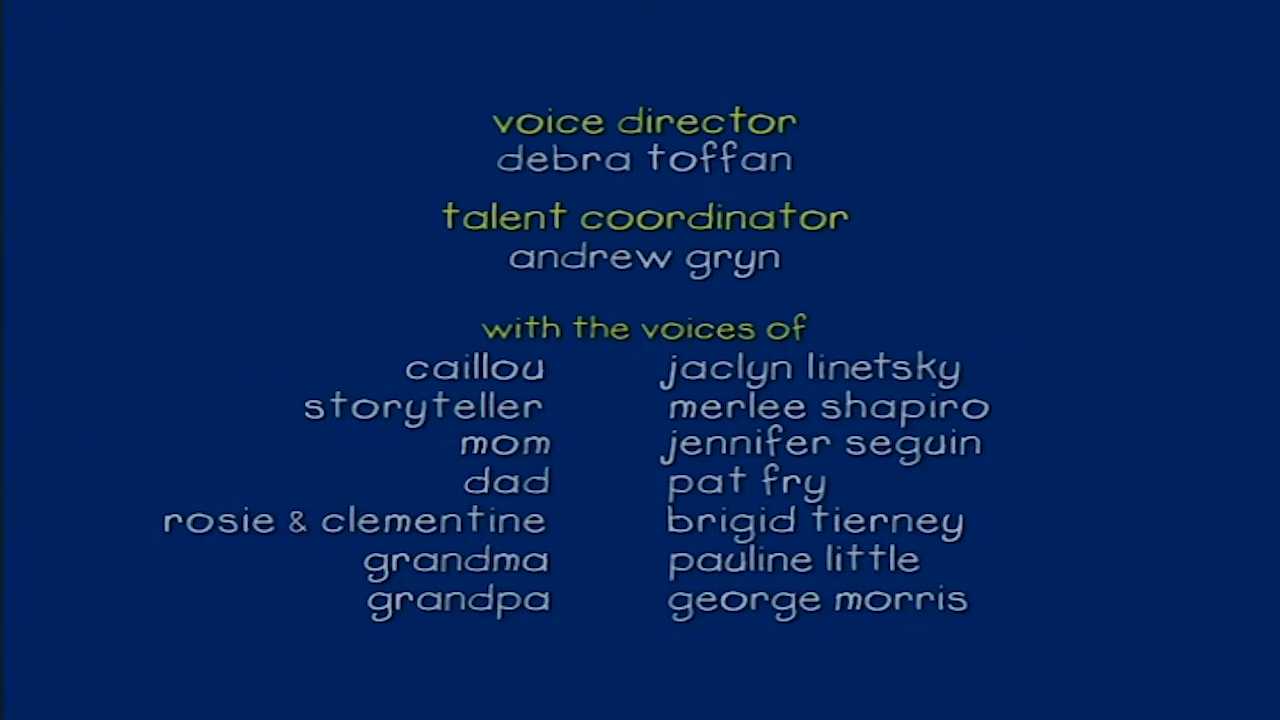 voice director
debra toffan
talent coordinator
andrew gryn
with the voices of
caillou jaclyn linetsky
storyteller merlee shapiro
mom jennifer seguin
dad pat fry
rosie & clementine brigid tierney
grandma pauline little
grandpa george morris